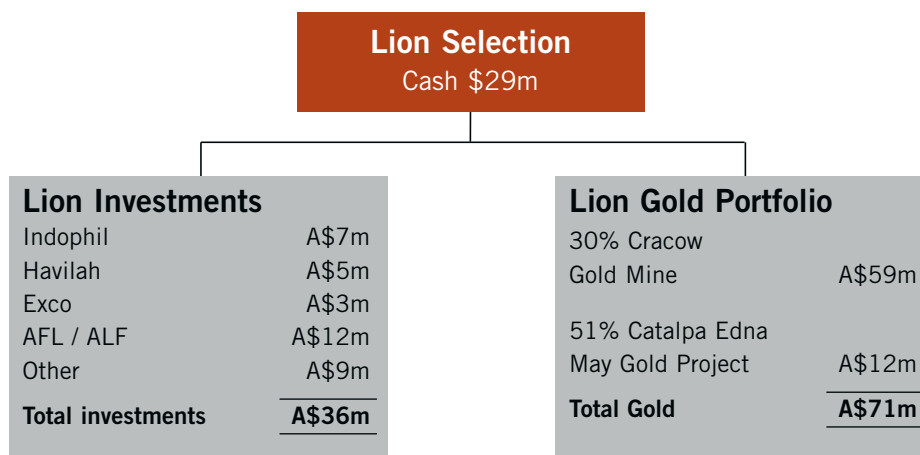 Lion Selection
Cash $29m
Lion Investments
Indophil A$7m
Havilah A$5m
Exco A$3m
AFL / ALF A$12m
Other A$9m
Total investments A$36m
Lion Gold Portfolio
30% Cracow
Gold Mine A$59m
51% Catalpa Edna
May Gold Project A$12m
Total Gold A$71m